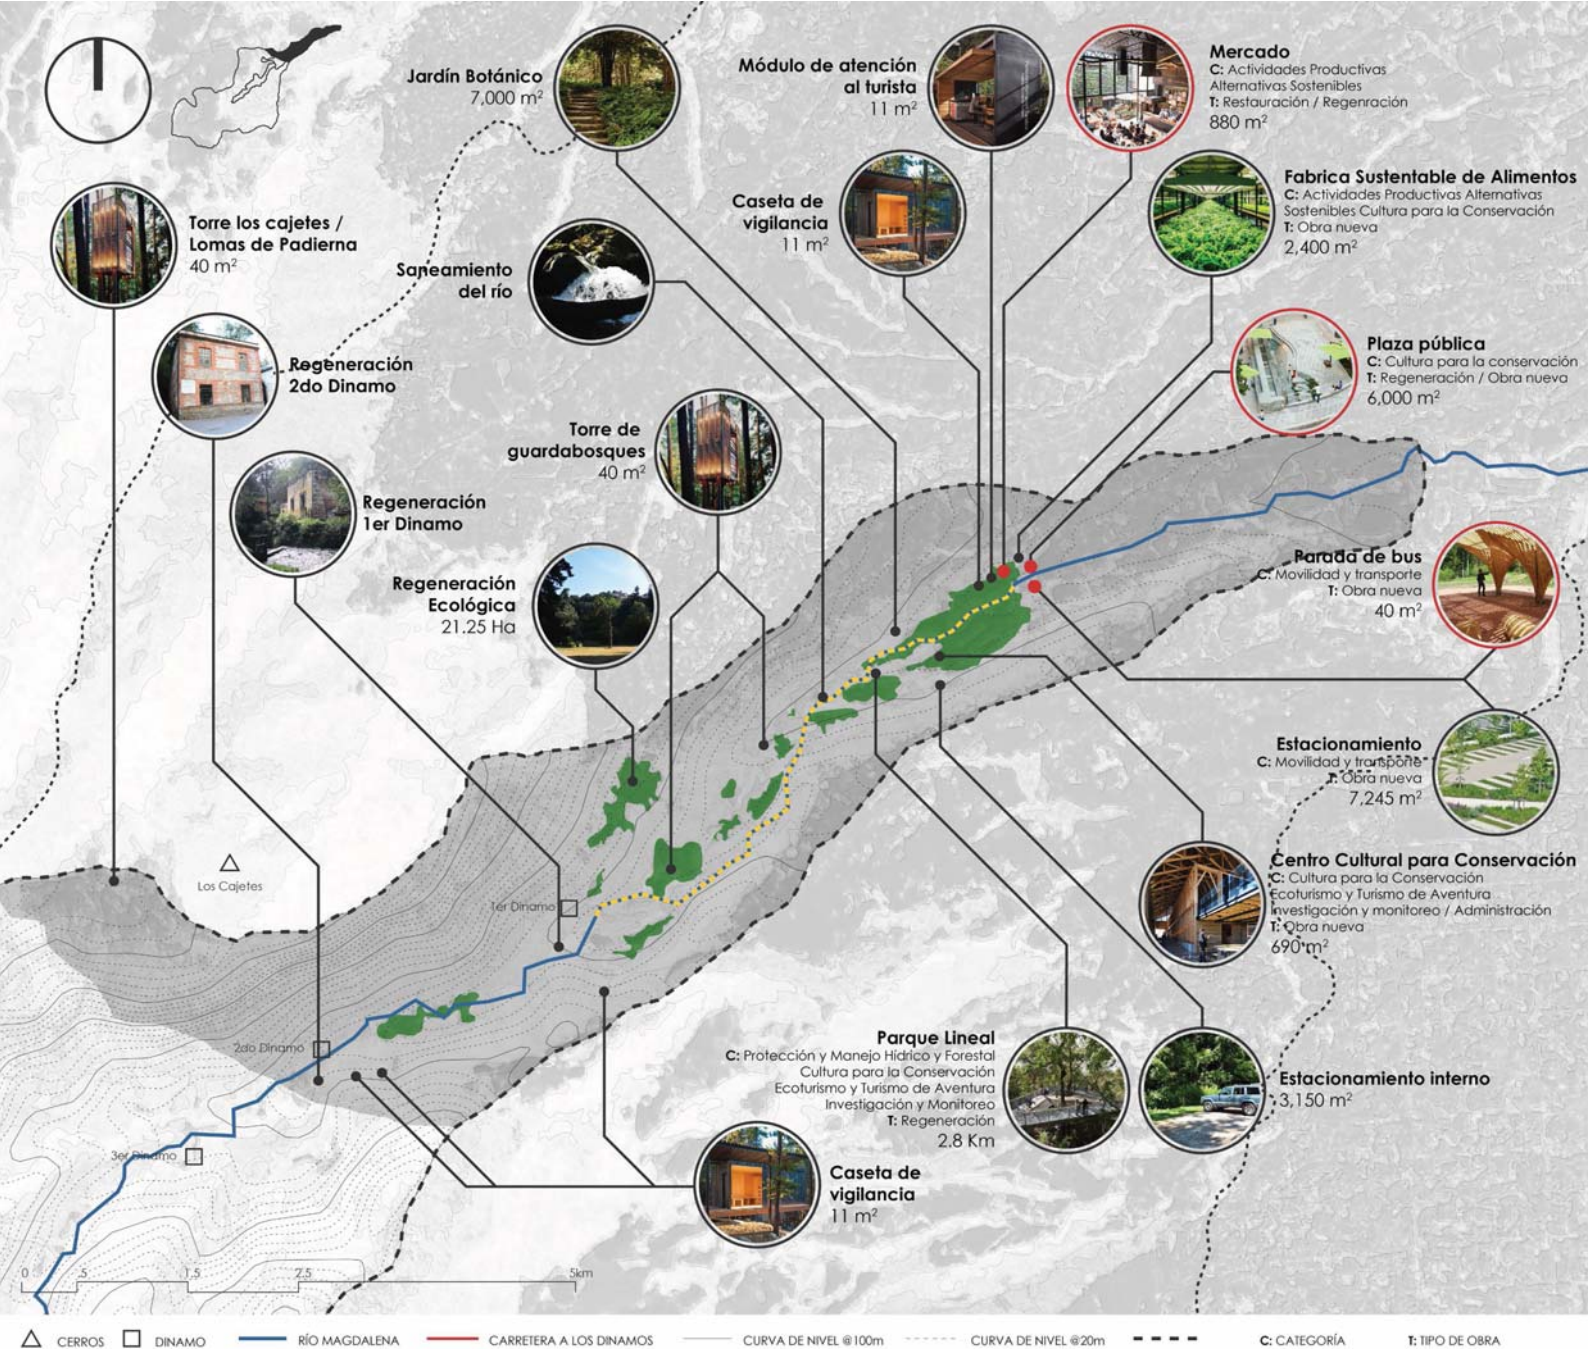 Jardín Botánico
7,000 m²
Módulo de atención
al turista
11 m²
Mercado
C: Actividades Productivas
Alternativas Sostenibles
T: Restauración / Regenración
880 m²
Torre los cajetes /
Lomas de Padierna
40 m²
Caseta de
vigilancia
11 m²
Fabrica Sustentable de Alimentos
C: Actividades Productivas Alternativas
Sostenibles Cultura para la Conservación
T: Obra nueva
2,400 m²
Saneamiento
del río
Regeneración
2do Dinamo
Plaza pública
C: Cultura para la conservación
T: Regeneración / Obra nueva
6,000 m²
Torre de
guardabosques
40 m²
Regeneración
1er Dinamo
Regeneración
Ecológica
21.25 Ha
Parada de bus
C: Movilidad y transporte
T: Obra nueva
40 m²
Estacionamiento
C: Movilidad y transporte
T: Obra nueva
7,245 m²
Los Cajetes
1er Dinamo
Centro Cultural para Conservación
C: Cultura para la Conservación
Ecoturismo y Turismo de Aventura
Investigación y monitoreo / Administración
T: Obra nueva
690 m²
2do Dinamo
Parque Lineal
C: Protección y Manejo Hídrico y Forestal
Cultura para la Conservación
Ecoturismo y Turismo de Aventura
Investigación y Monitoreo
T: Regeneración
2.8 Km
Estacionamiento interno
3,150 m²
3er Dinamo
Caseta de
vigilancia
11 m²
0 .5 1.5 2.5 5km
CERROS DINAMO RÍO MAGDALENA CARRETERA A LOS DINAMOS CURVA DE NIVEL @100m CURVA DE NIVEL @20m C: CATEGORÍA T: TIPO DE OBRA